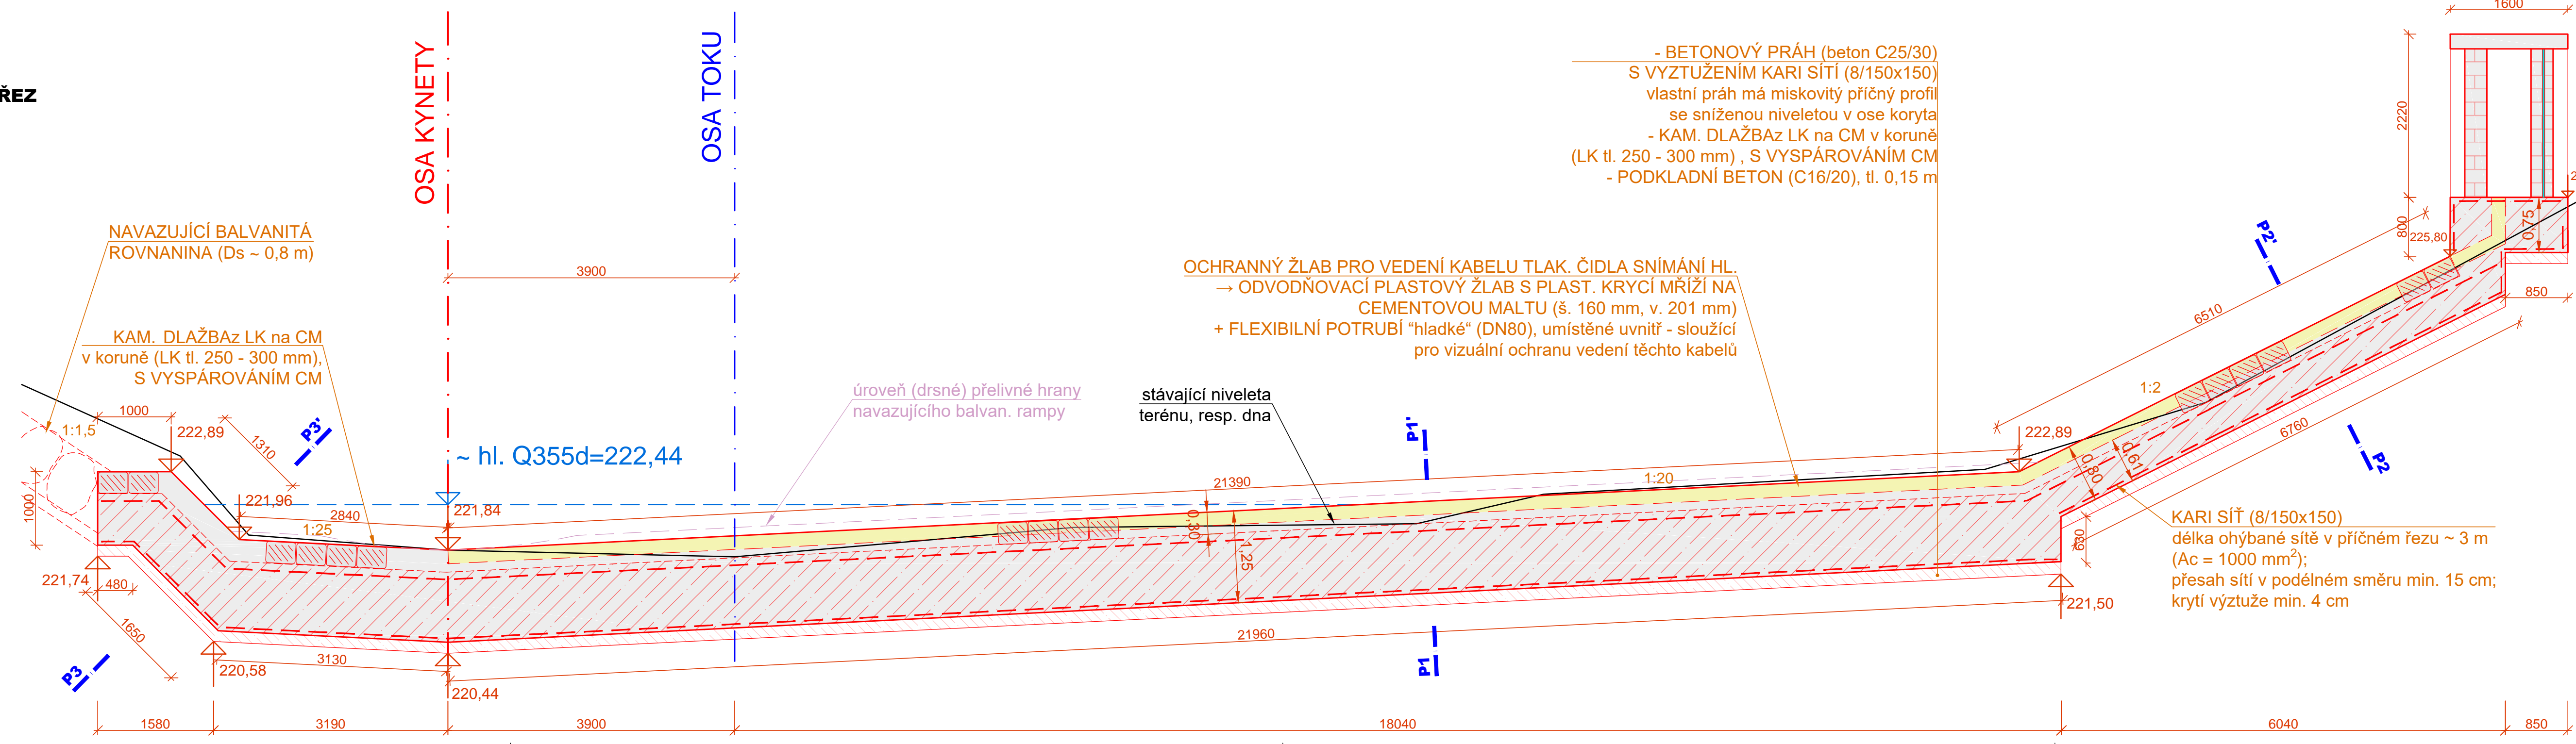 ŘEZ
OSA KYNETY
OSA TOKU
3900
NAVAZUJÍCÍ BALVANITÁ
ROVNANINA (Ds ~ 0,8 m)
KAM. DLAŽBAz LK na CM
v koruně (LK tl. 250 - 300 mm),
S VYSPÁROVÁNÍM CM
- BETONOVÝ PRÁH (beton C25/30)
S VYZTUŽENÍM KARI SÍTÍ (8/150x150)
vlastní práh má miskovitý příčný profil
se sníženou niveletou v ose koryta
- KAM. DLAŽBAz LK na CM v koruně
(LK tl. 250 - 300 mm) , S VYSPÁROVÁNÍM CM
- PODKLADNÍ BETON (C16/20), tl. 0,15 m
OCHRANNÝ ŽLAB PRO VEDENÍ KABELU TLAK. ČIDLA SNÍMÁNÍ HL.
→ ODVODŇOVACÍ PLASTOVÝ ŽLAB S PLAST. KRYCÍ MŘÍŽÍ NA
CEMENTOVOU MALTU (š. 160 mm, v. 201 mm)
+ FLEXIBILNÍ POTRUBÍ “hladké“ (DN80), umístěné uvnitř - sloužící
pro vizuální ochranu vedení těchto kabelů
úroveň (drsné) přelivné hrany
navazujícího balvan. rampy
stávající niveleta
terénu, resp. dna
1600
2220
800
0,75
225,80
850
P2'
6510
1:2
6760
P2
0,80
0,61
630
222,89
KARI SÍŤ (8/150x150)
délka ohýbané sítě v příčném řezu ~ 3 m
(Ac = 1000 mm²);
přesah sítí v podélném směru min. 15 cm;
krytí výztuže min. 4 cm
1000
1:1,5
222,89
1310
P3'
1000
221,96
2840
1:25
221,84
~ hl. Q355d=222,44
21390
P1'
1:20
0,30
1,25
221,74
480
1650
P3
220,58
3130
220,44
21960
P1
221,50
1580
3190
3900
18040
6040
850